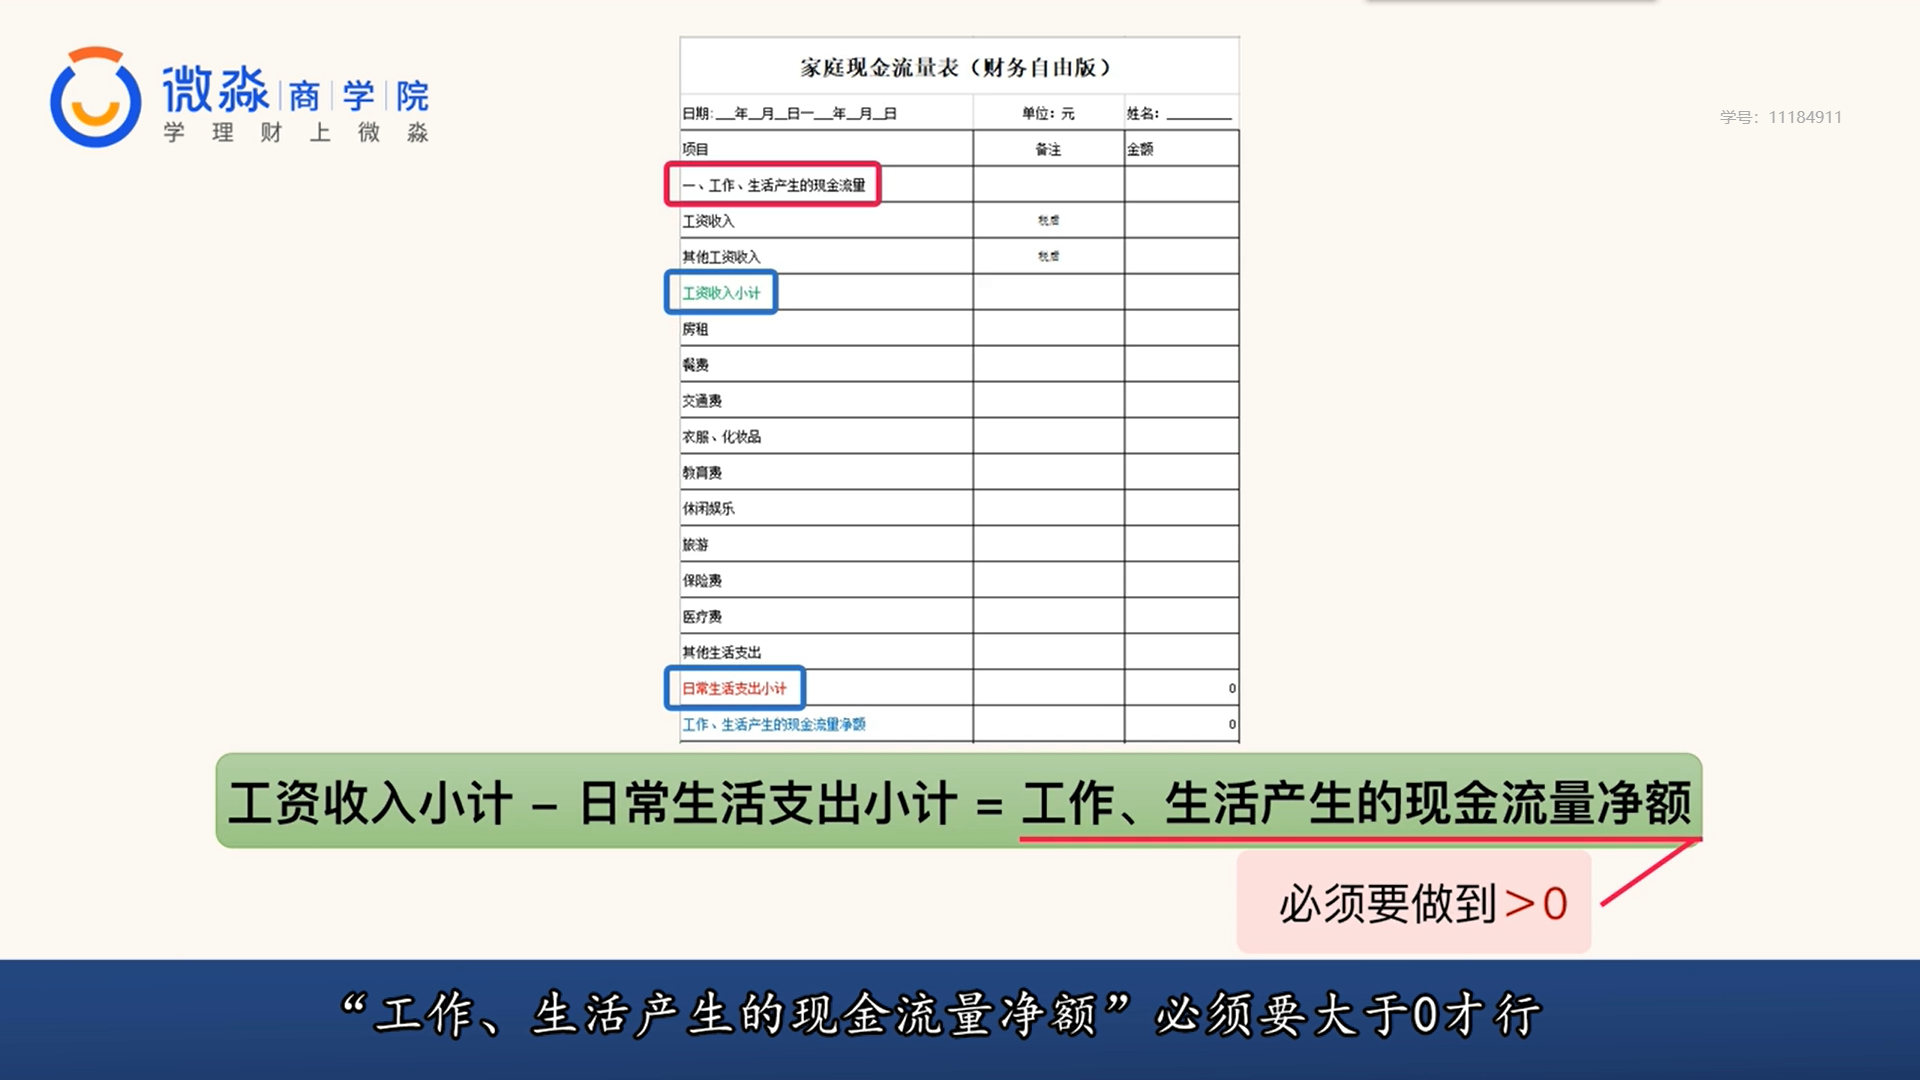 微淼商学院
学理财上微淼
学号：11184911
家庭现金流量表（财务自由版）
日期:__年__月__日—__年__月__日 单位：元 姓名：______
项目 备注 金额
一、工作、生活产生的现金流量
工资收入 税后
其他工资收入 税后
工资收入小计
房租
餐费
交通费
衣服、化妆品
教育费
休闲娱乐
旅游
保险费
医疗费
其他生活支出
日常生活支出小计 0
工作、生活产生的现金流量净额 0
工资收入小计 – 日常生活支出小计 = 工作、生活产生的现金流量净额
必须要做到＞0
“工作、生活产生的现金流量净额”必须要大于0才行